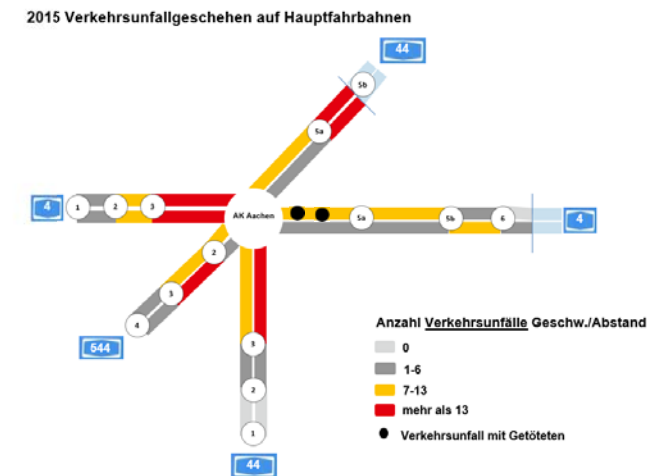 2015 Verkehrsunfallgeschehen auf Hauptfahrbahnen
44
5b
5a
4
1
2
3
AK Aachen
5a
5b
6
4
2
3
4
544
3
2
1
44
Anzahl Verkehrsunfälle Geschw./Abstand
0
1-6
7-13
mehr als 13
Verkehrsunfall mit Getöteten